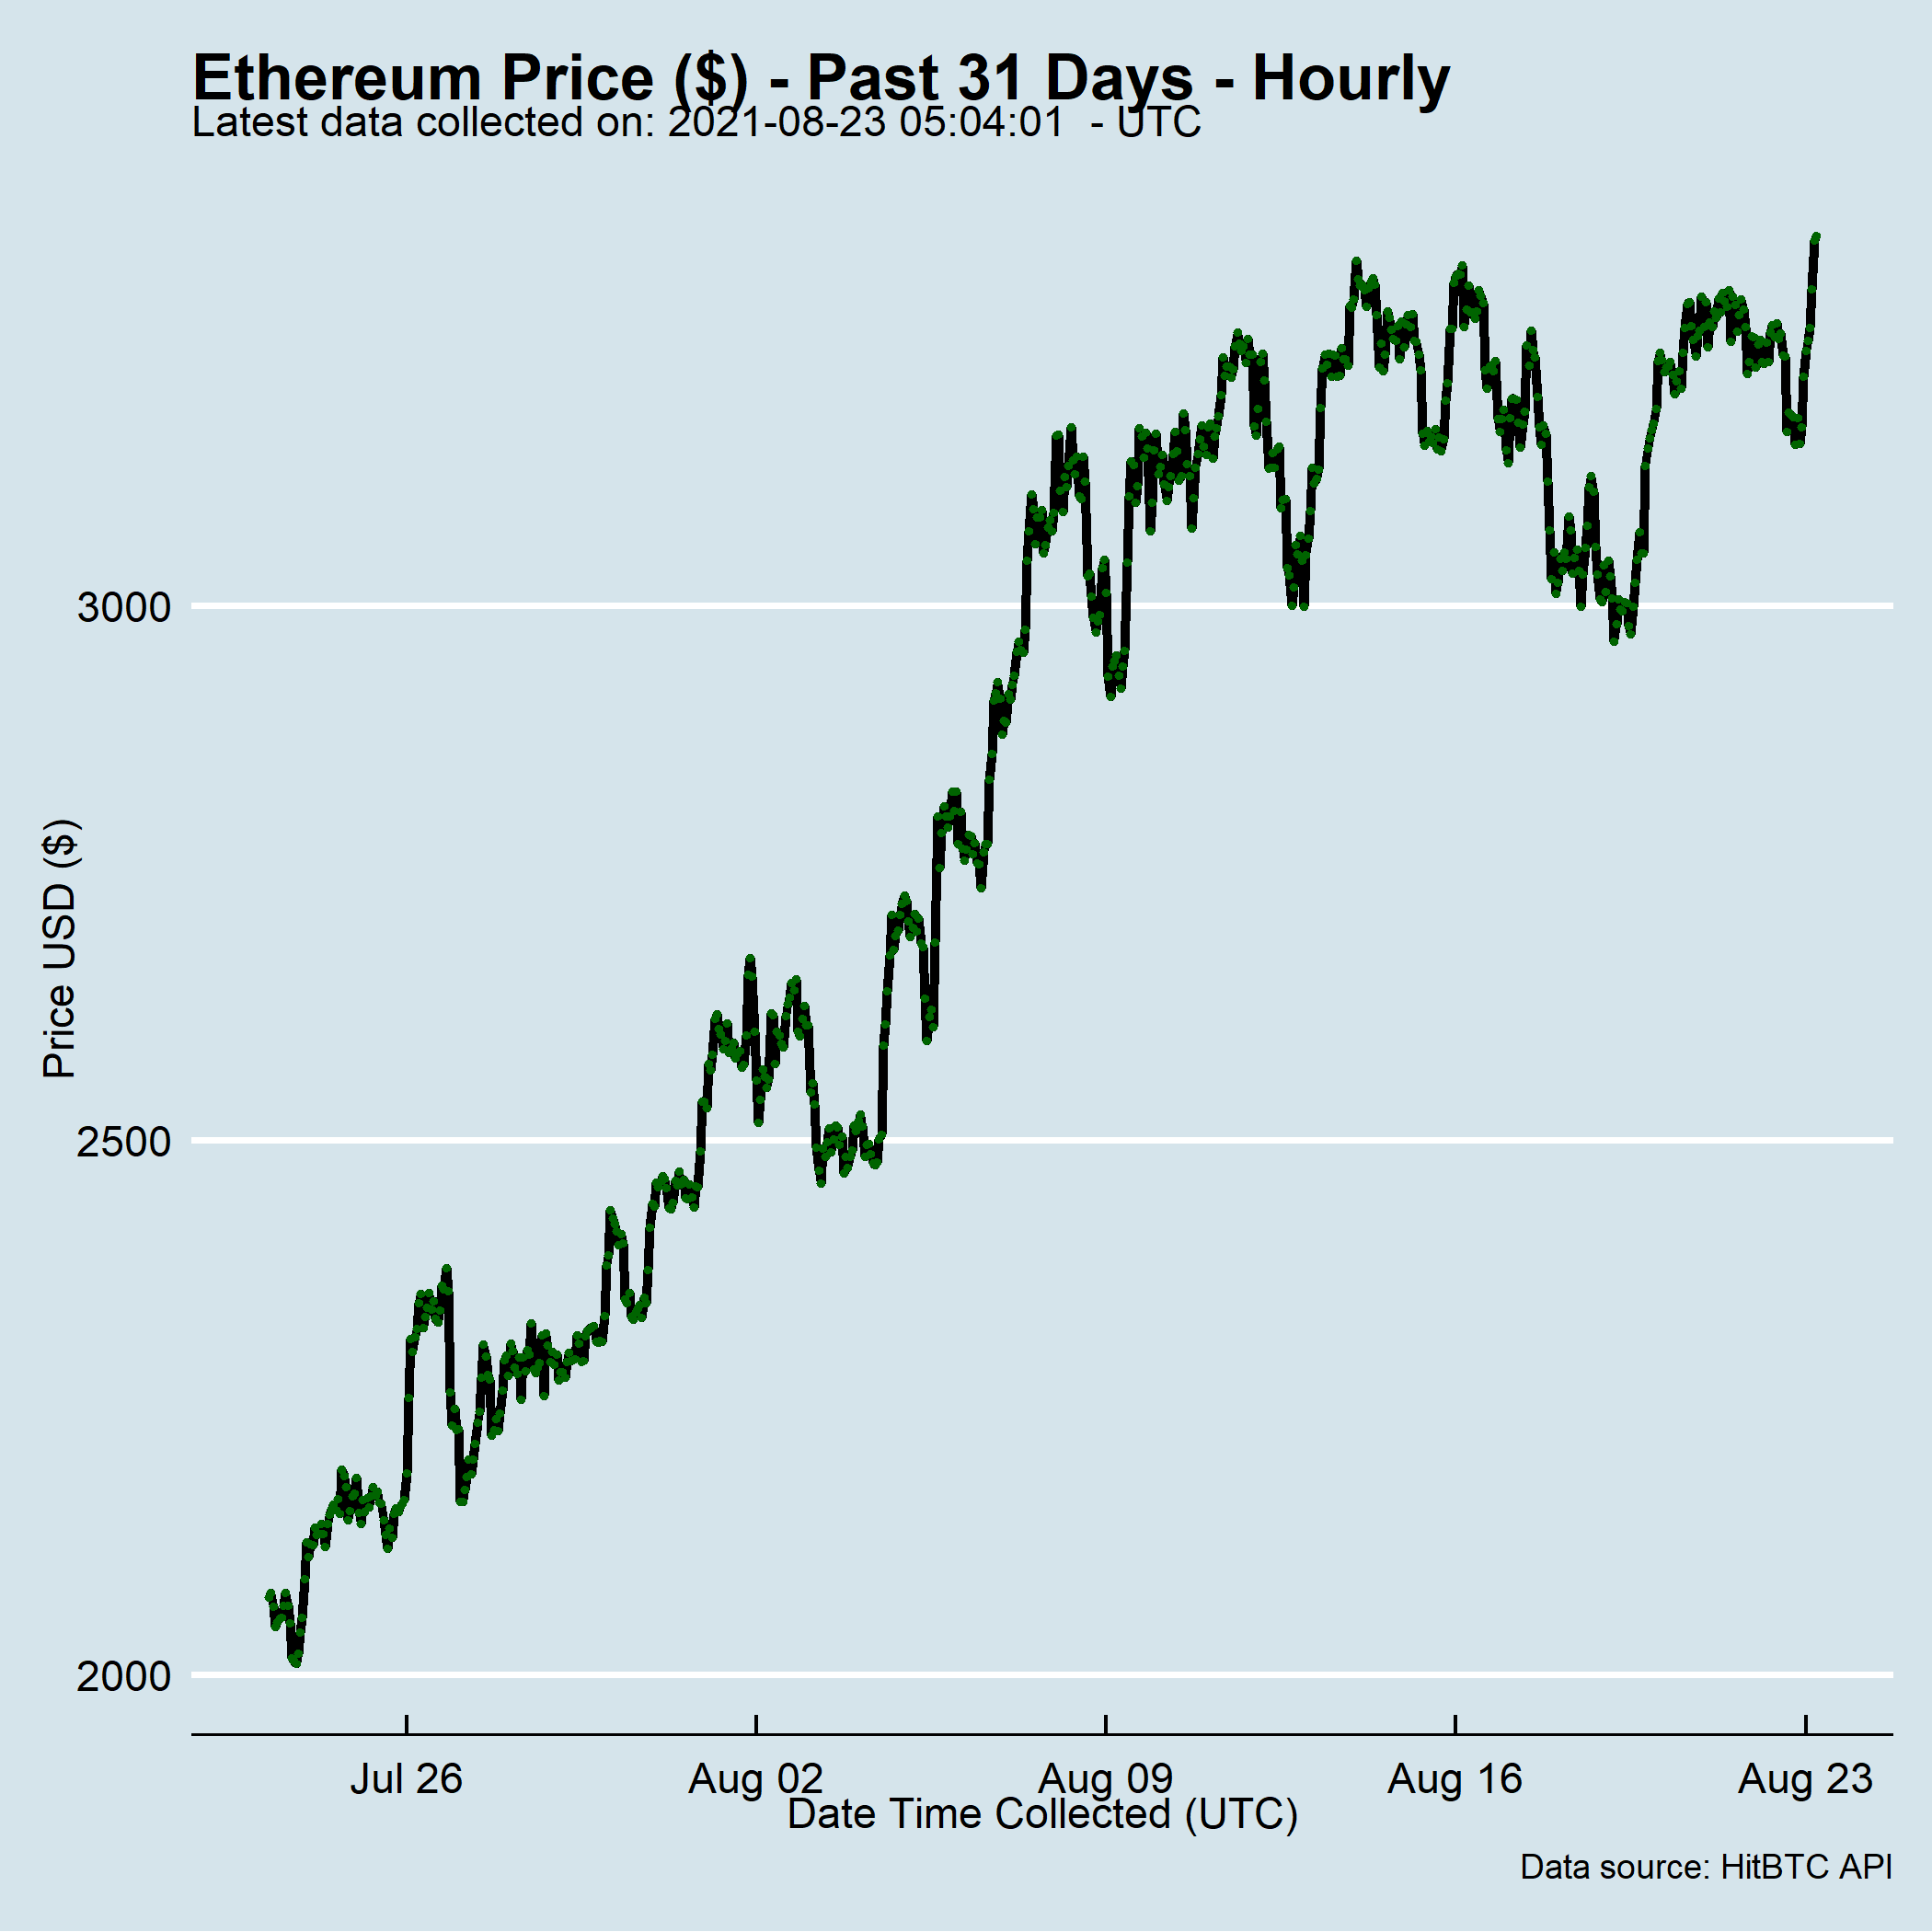 Ethereum Price ($) - Past 31 Days - Hourly
Latest data collected on: 2021-08-23 05:04:01  - UTC
Price USD ($)
3000
2500
2000
Jul 26
Aug 02
Aug 09
Aug 16
Aug 23
Date Time Collected (UTC)
Data source: HitBTC API